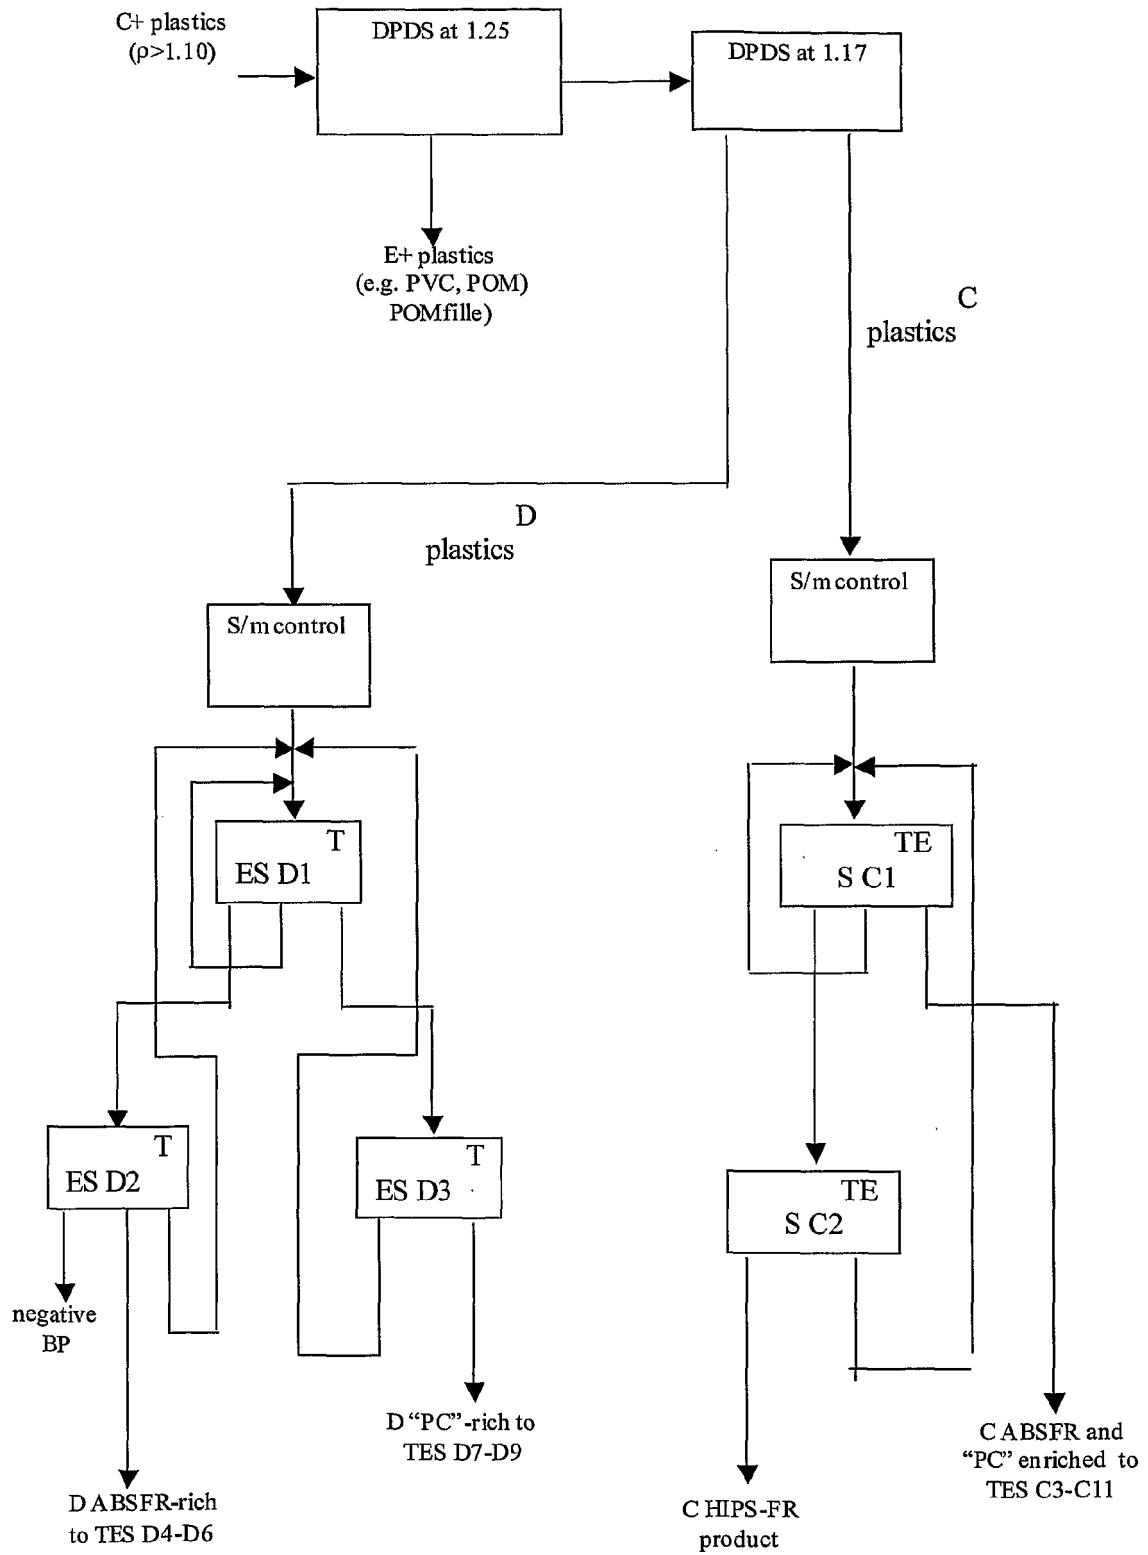 C+ plastics
(ρ>1.10)
DPDS at 1.25
DPDS at 1.17
E+ plastics
(e.g. PVC, POM)
POMfille)
C
plastics
D
plastics
S/m control
S/m control
T
ES D1
TE
S C1
T
ES D2
T
ES D3
TE
S C2
negative
BP
D "PC"-rich to
TES D7-D9
D ABSFR-rich
to TES D4-D6
C HIPS-FR
product
C ABSFR and
"PC" enriched to
TES C3-C11